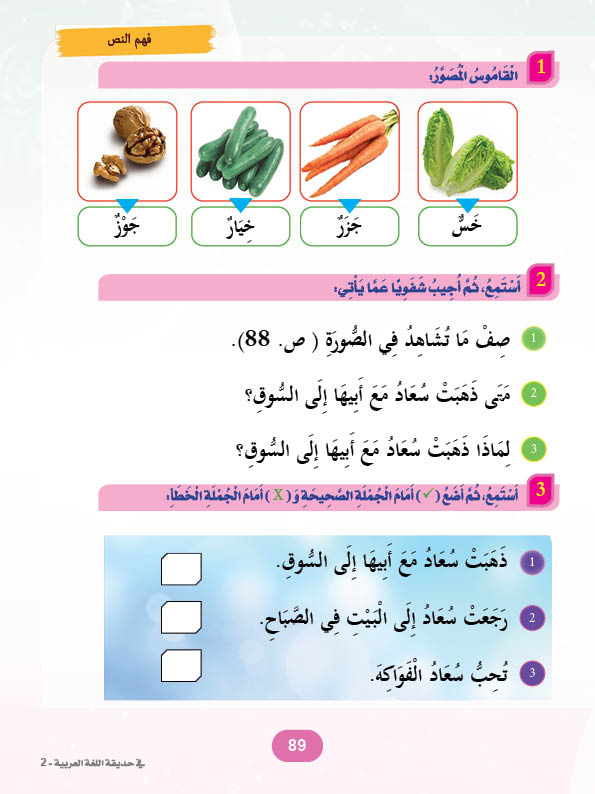 فهم النص
1 الْقَامُوسُ الْمُصَوَّرُ:
خَسٌّ جَزَرٌ خِيَارٌ جَوْزٌ
2 أَسْتَمِعُ، ثُمَّ أُجِيبُ شَفَوِيًا عَمَّا يَأْتِي:
1 صِفْ مَا تُشَاهِدُ فِي الصُّورَةِ ( ص. 88).
2 مَتَى ذَهَبَتْ سُعَادُ مَعَ أَبِيهَا إِلَى السُّوقِ؟
3 لِمَاذَا ذَهَبَتْ سُعَادُ مَعَ أَبِيهَا إِلَى السُّوقِ؟
3 أَسْتَمِعُ، ثُمَّ أَضَعُ (✓) أَمَامَ الْجُمْلَةِ الصَّحِيحَةِ وَ(X) أَمَامَ الْجُمْلَةِ الْخَطَأِ:
1 ذَهَبَتْ سُعَادُ مَعَ أَبِيهَا إِلَى السُّوقِ.
2 رَجَعَتْ سُعَادُ إِلَى الْبَيْتِ فِي الصَّبَاحِ.
3 تُحِبُّ سُعَادُ الْفَوَاكِهَ.
89
في حديقة اللغة العربية - 2